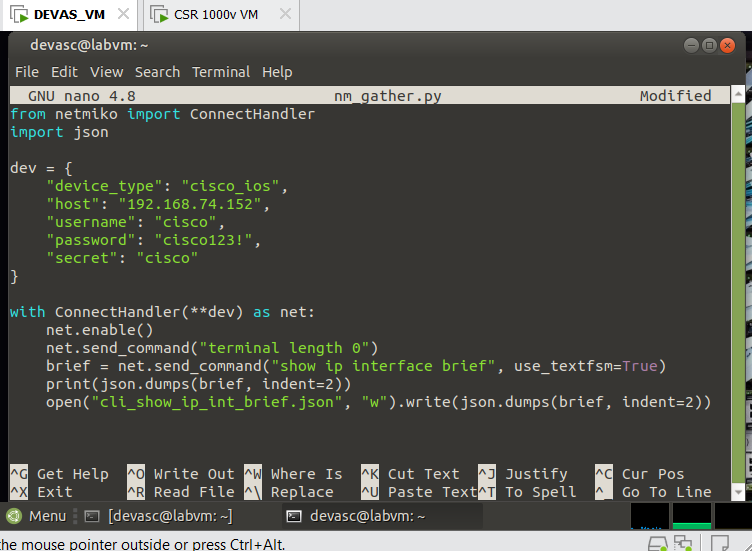 DEVAS_VM
CSR 1000v VM
devasc@labvm: ~
File Edit View Search Terminal Help
GNU nano 4.8 nm_gather.py Modified
from netmiko import ConnectHandler
import json
dev = {
    "device_type": "cisco_ios",
    "host": "192.168.74.152",
    "username": "cisco",
    "password": "cisco123!",
    "secret": "cisco"
}
with ConnectHandler(**dev) as net:
    net.enable()
    net.send_command("terminal length 0")
    brief = net.send_command("show ip interface brief", use_textfsm=True)
    print(json.dumps(brief, indent=2))
    open("cli_show_ip_int_brief.json", "w").write(json.dumps(brief, indent=2))
^G Get Help ^O Write Out ^W Where Is ^K Cut Text ^J Justify ^C Cur Pos
^X Exit ^R Read File ^\ Replace ^U Paste Text ^T To Spell ^_ Go To Line
Menu [devasc@labvm: ~] devasc@labvm: ~
the mouse pointer outside or press Ctrl+Alt.